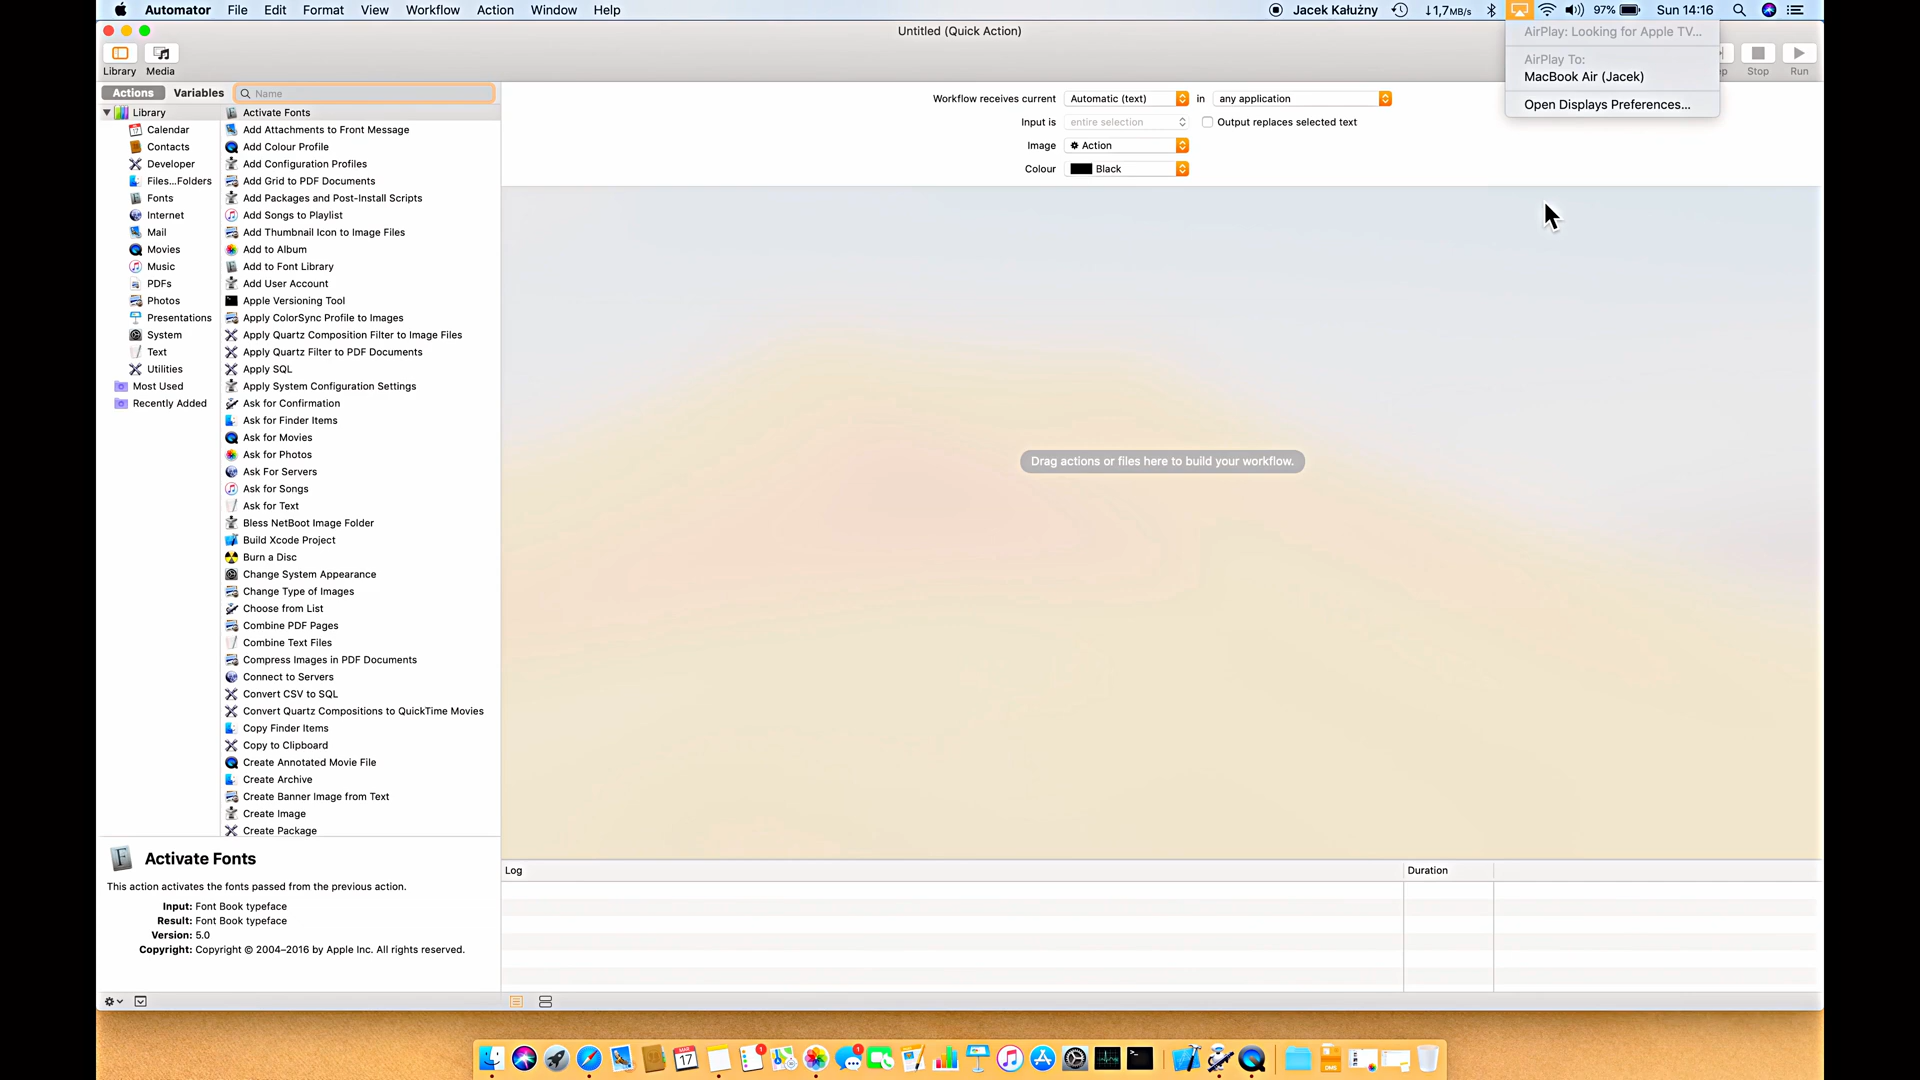 Automator File Edit Format View Workflow Action Window Help Jacek Kałużny ↓1,7MB/s 97% Sun 14:16
Untitled (Quick Action)
AirPlay: Looking for Apple TV...
AirPlay To:
MacBook Air (Jacek)
Open Displays Preferences...
Library Media Stop Run
Actions Variables Name
Library
Calendar
Contacts
Developer
Files...Folders
Fonts
Internet
Mail
Movies
Music
PDFs
Photos
Presentations
System
Text
Utilities
Most Used
Recently Added
Activate Fonts
Add Attachments to Front Message
Add Colour Profile
Add Configuration Profiles
Add Grid to PDF Documents
Add Packages and Post-Install Scripts
Add Songs to Playlist
Add Thumbnail Icon to Image Files
Add to Album
Add to Font Library
Add User Account
Apple Versioning Tool
Apply ColorSync Profile to Images
Apply Quartz Composition Filter to Image Files
Apply Quartz Filter to PDF Documents
Apply SQL
Apply System Configuration Settings
Ask for Confirmation
Ask for Finder Items
Ask for Movies
Ask for Photos
Ask For Servers
Ask for Songs
Ask for Text
Bless NetBoot Image Folder
Build Xcode Project
Burn a Disc
Change System Appearance
Change Type of Images
Choose from List
Combine PDF Pages
Combine Text Files
Compress Images in PDF Documents
Connect to Servers
Convert CSV to SQL
Convert Quartz Compositions to QuickTime Movies
Copy Finder Items
Copy to Clipboard
Create Annotated Movie File
Create Archive
Create Banner Image from Text
Create Image
Create Package
Workflow receives current Automatic (text) in any application
Input is entire selection Output replaces selected text
Image Action
Colour Black
Drag actions or files here to build your workflow.
Activate Fonts
This action activates the fonts passed from the previous action.
Input: Font Book typeface
Result: Font Book typeface
Version: 5.0
Copyright: Copyright © 2004–2016 by Apple Inc. All rights reserved.
Log Duration